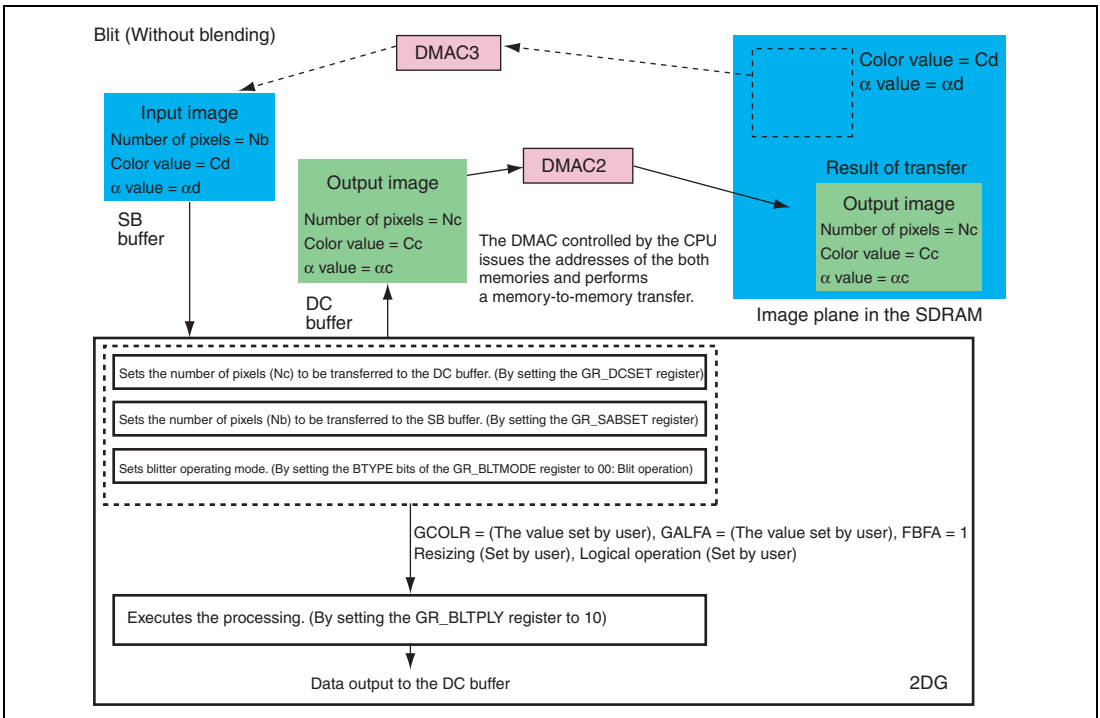 Blit (Without blending)
DMAC3
Color value = Cd
α value = αd
Input image
Number of pixels = Nb
Color value = Cd
α value = αd
SB
buffer
Output image
Number of pixels = Nc
Color value = Cc
α value = αc
DC
buffer
DMAC2
The DMAC controlled by the CPU
issues the addresses of the both
memories and performs
a memory-to-memory transfer.
Result of transfer
Output image
Number of pixels = Nc
Color value = Cc
α value = αc
Image plane in the SDRAM
Sets the number of pixels (Nc) to be transferred to the DC buffer. (By setting the GR_DCSET register)
Sets the number of pixels (Nb) to be transferred to the SB buffer. (By setting the GR_SABSET register)
Sets blitter operating mode. (By setting the BTYPE bits of the GR_BLTMODE register to 00: Blit operation)
GCOLR = (The value set by user), GALFA = (The value set by user), FBFA = 1
Resizing (Set by user), Logical operation (Set by user)
Executes the processing. (By setting the GR_BLTPLY register to 10)
Data output to the DC buffer
2DG